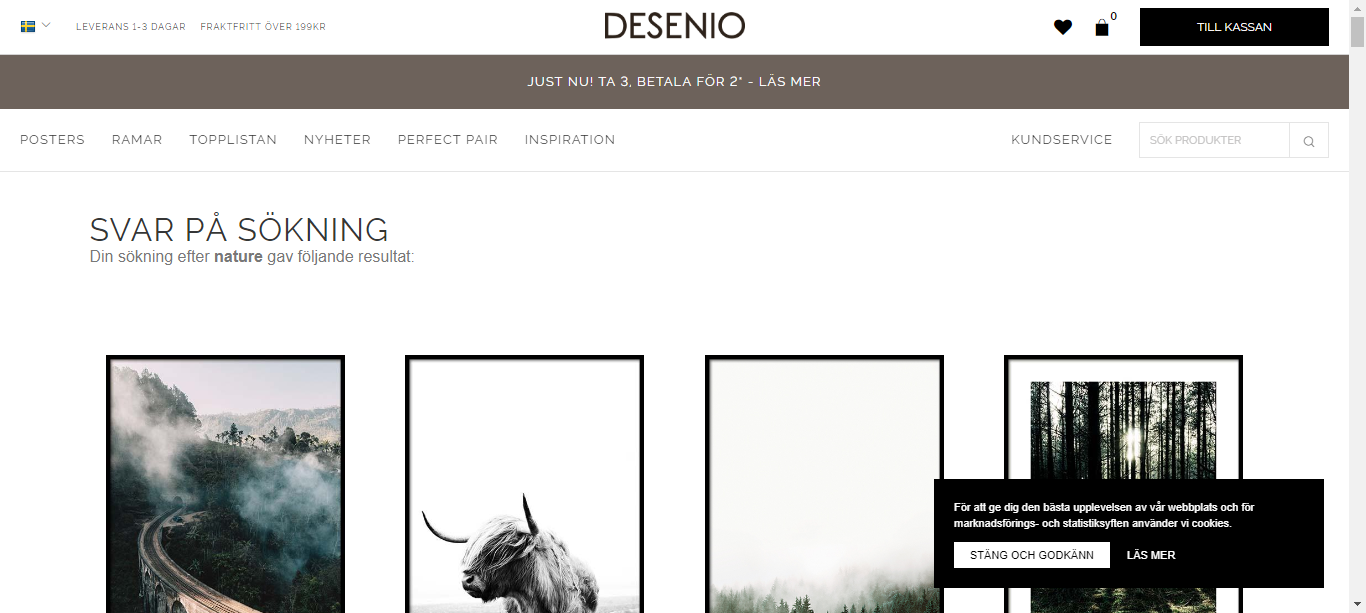 LEVERANS 1-3 DAGAR FRAKTFRITT ÖVER 199KR
DESENIO
0
TILL KASSAN
JUST NU! TA 3, BETALA FÖR 2* - LÄS MER
POSTERS RAMAR TOPPLISTAN NYHETER PERFECT PAIR INSPIRATION KUNDSERVICE SÖK PRODUKTER
SVAR PÅ SÖKNING
Din sökning efter nature gav följande resultat:
För att ge dig den bästa upplevelsen av vår webbplats och för
marknadsförings- och statistiksyften använder vi cookies.
STÄNG OCH GODKÄNN LÄS MER